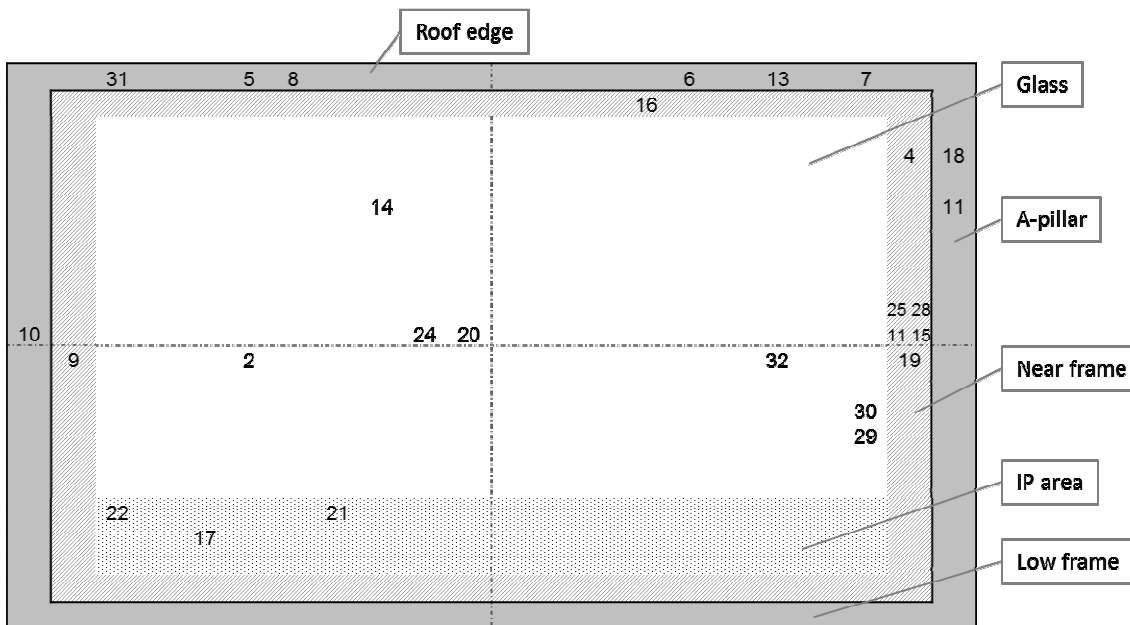 Roof edge
31 5 8 6 13 7
Glass
16
4 18
14
11
A-pillar
25 28
10 24 20 11 15
9 2 32 19
Near frame
30
29
IP area
22 21
17
Low frame